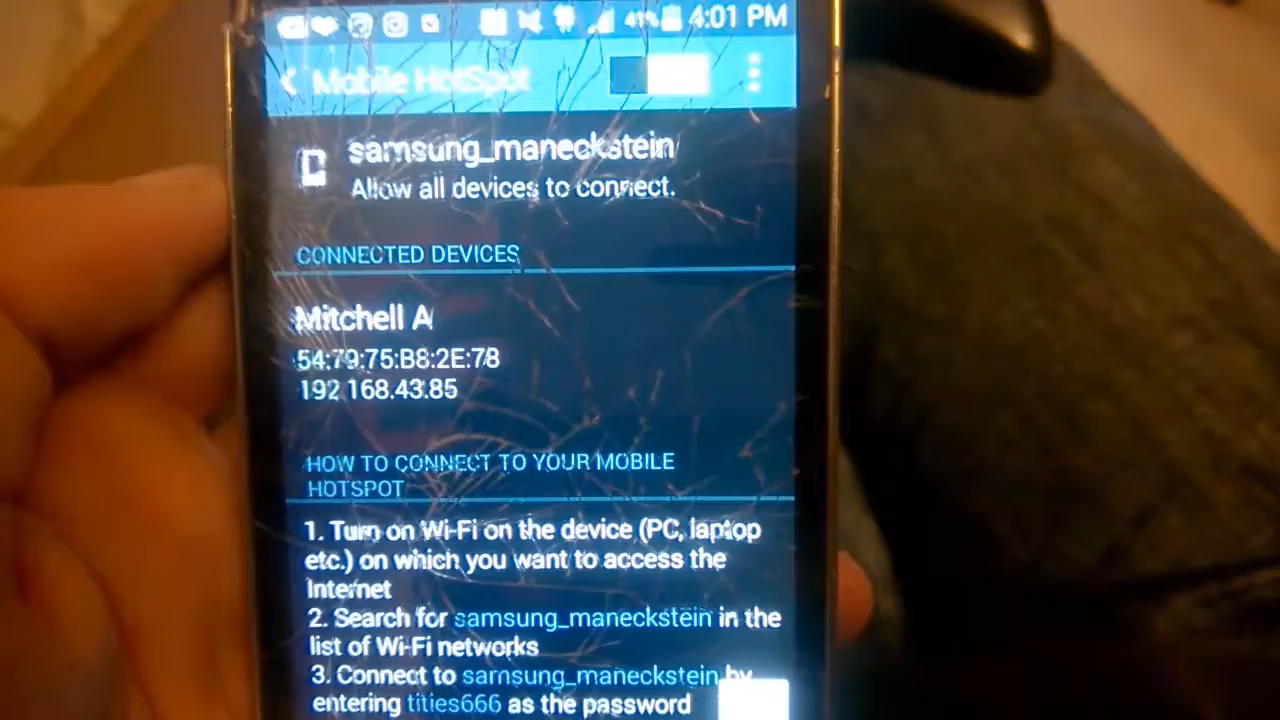 41% 4:01 PM
Mobile HotSpot
samsung_maneckstein
Allow all devices to connect.
CONNECTED DEVICES
Mitchell A
54:79:75:B8:2E:78
192.168.43.85
HOW TO CONNECT TO YOUR MOBILE
HOTSPOT
1. Turn on Wi-Fi on the device (PC, laptop
etc.) on which you want to access the
Internet
2. Search for samsung_maneckstein in the
list of Wi-Fi networks
3. Connect to samsung_maneckstein by
entering tities666 as the password